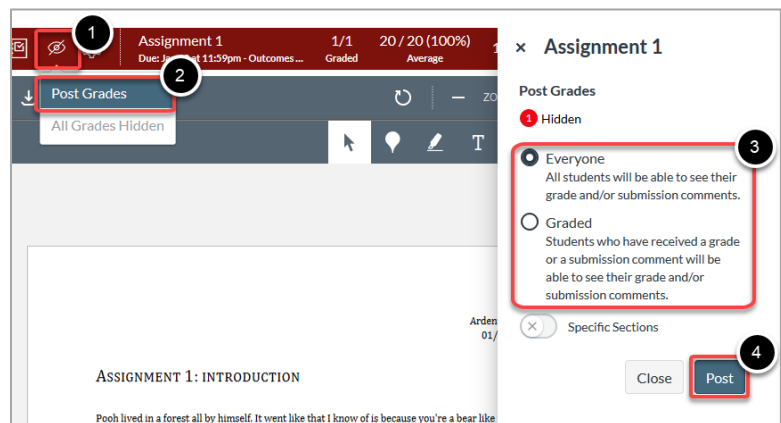 1
Assignment 1
1/1
20 / 20 (100%)
Due: at 11:59pm - Outcomes ...
Graded
Average
2
Post Grades
All Grades Hidden
ZO
T
× Assignment 1
Post Grades
1 Hidden
3
Everyone
All students will be able to see their
grade and/or submission comments.
Graded
Students who have received a grade
or a submission comment will be
able to see their grade and/or
submission comments.
Specific Sections
4
Close
Post
Arden
01/
ASSIGNMENT 1: INTRODUCTION
Pooh lived in a forest all by himself. It went like that I know of is because you're a bear like